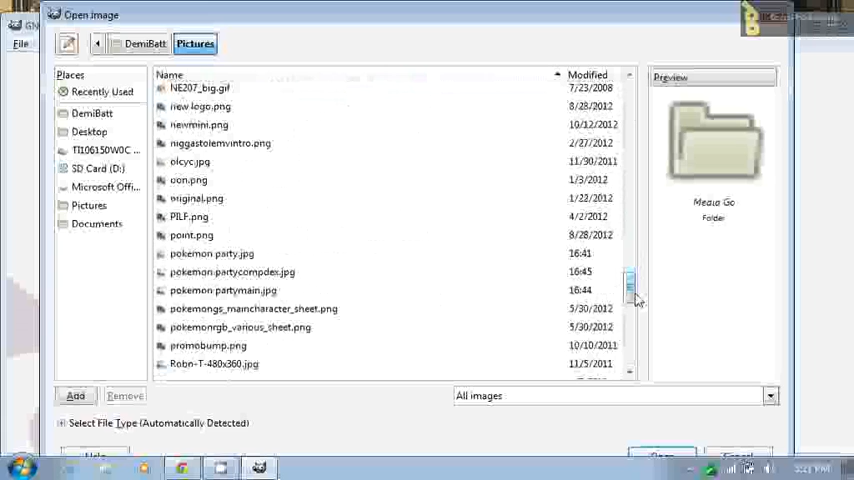 Open Image
File
DemiBatt
Pictures
Places
Name
Modified
Preview
Recently Used
DemiBatt
Desktop
TI106150W0C ...
SD Card (D:)
Microsoft Offi...
Pictures
Documents
NE207_big.gif 7/23/2008
new logo.png 8/28/2012
newmini.png 10/12/2012
niggastolemvintro.png 2/27/2012
olcyc.jpg 11/30/2011
oon.png 1/3/2012
original.png 1/22/2012
PILF.png 4/2/2012
point.png 8/28/2012
pokemon party.jpg 16:41
pokemon partycompdex.jpg 16:45
pokemon partymain.jpg 16:44
pokemongs_maincharacter_sheet.png 5/30/2012
pokemonrgb_various_sheet.png 5/30/2012
promobump.png 10/10/2011
Robn-T-480x360.jpg 11/5/2011
Media Go
Folder
Add
Remove
All images
Select File Type (Automatically Detected)